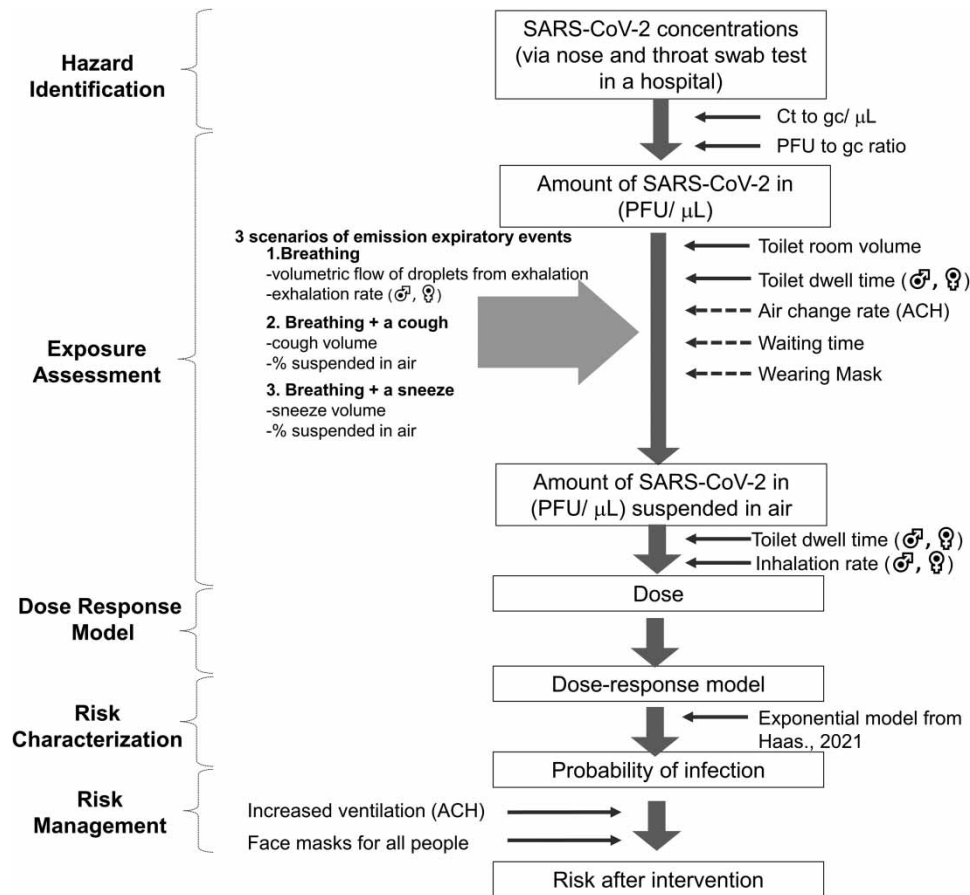 Hazard
Identification
SARS-CoV-2 concentrations
(via nose and throat swab test
in a hospital)
Ct to gc/ μL
PFU to gc ratio
Amount of SARS-CoV-2 in
(PFU/ μL)
3 scenarios of emission expiratory events
1.Breathing
-volumetric flow of droplets from exhalation
-exhalation rate (♂, ♀)
2. Breathing + a cough
-cough volume
-% suspended in air
3. Breathing + a sneeze
-sneeze volume
-% suspended in air
Exposure
Assessment
Toilet room volume
Toilet dwell time (♂, ♀)
Air change rate (ACH)
Waiting time
Wearing Mask
Amount of SARS-CoV-2 in
(PFU/ μL) suspended in air
Toilet dwell time (♂, ♀)
Inhalation rate (♂, ♀)
Dose
Dose Response
Model
Dose-response model
Risk
Characterization
Exponential model from
Haas., 2021
Probability of infection
Risk
Management
Increased ventilation (ACH)
Face masks for all people
Risk after intervention